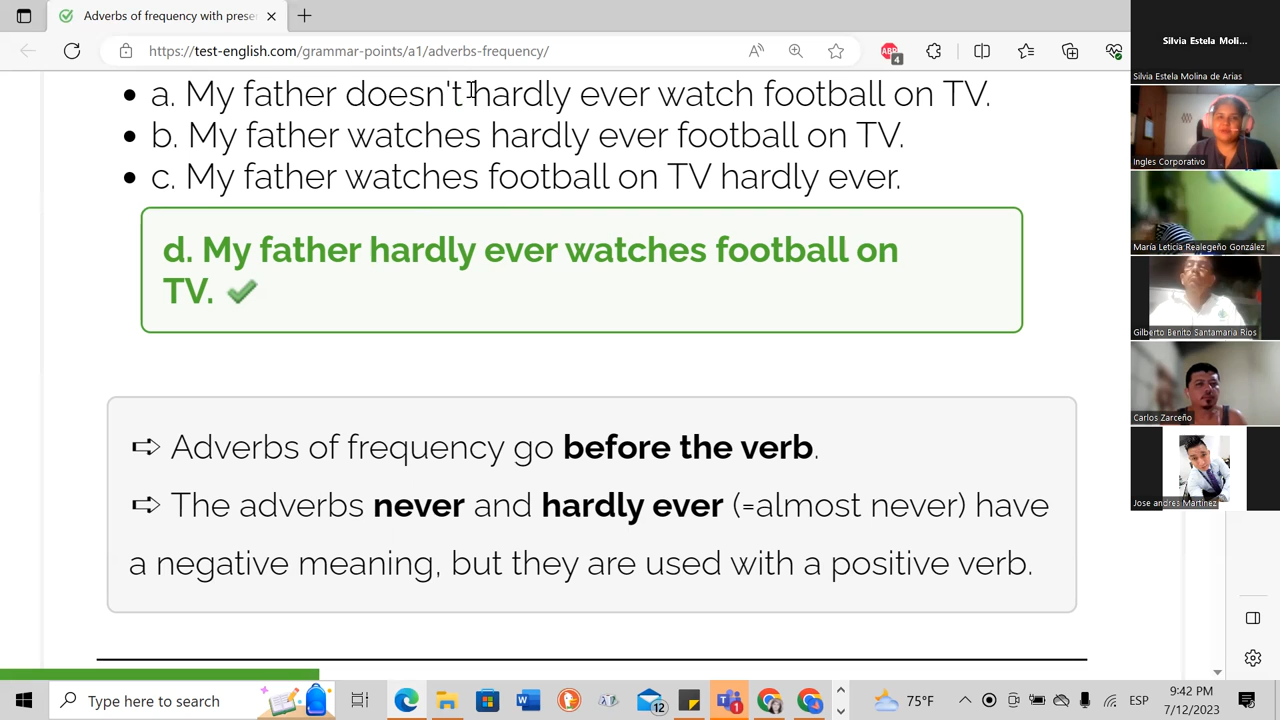 Adverbs of frequency with prese
https://test-english.com/grammar-points/a1/adverbs-frequency/
ABP
4
Silvia Estela Moli...
Silvia Estela Molina de Arias
a. My father doesn't hardly ever watch football on TV.
b. My father watches hardly ever football on TV.
c. My father watches football on TV hardly ever.
d. My father hardly ever watches football on
TV.
Ingles Corporativo
María Leticia Realegeño González
Gilberto Benito Santamaria Rios
Carlos Zarceño
Jose andres Martinez
Adverbs of frequency go before the verb.
The adverbs never and hardly ever (=almost never) have
a negative meaning, but they are used with a positive verb.
Type here to search
12
1
75°F
ESP
9:42 PM
7/12/2023